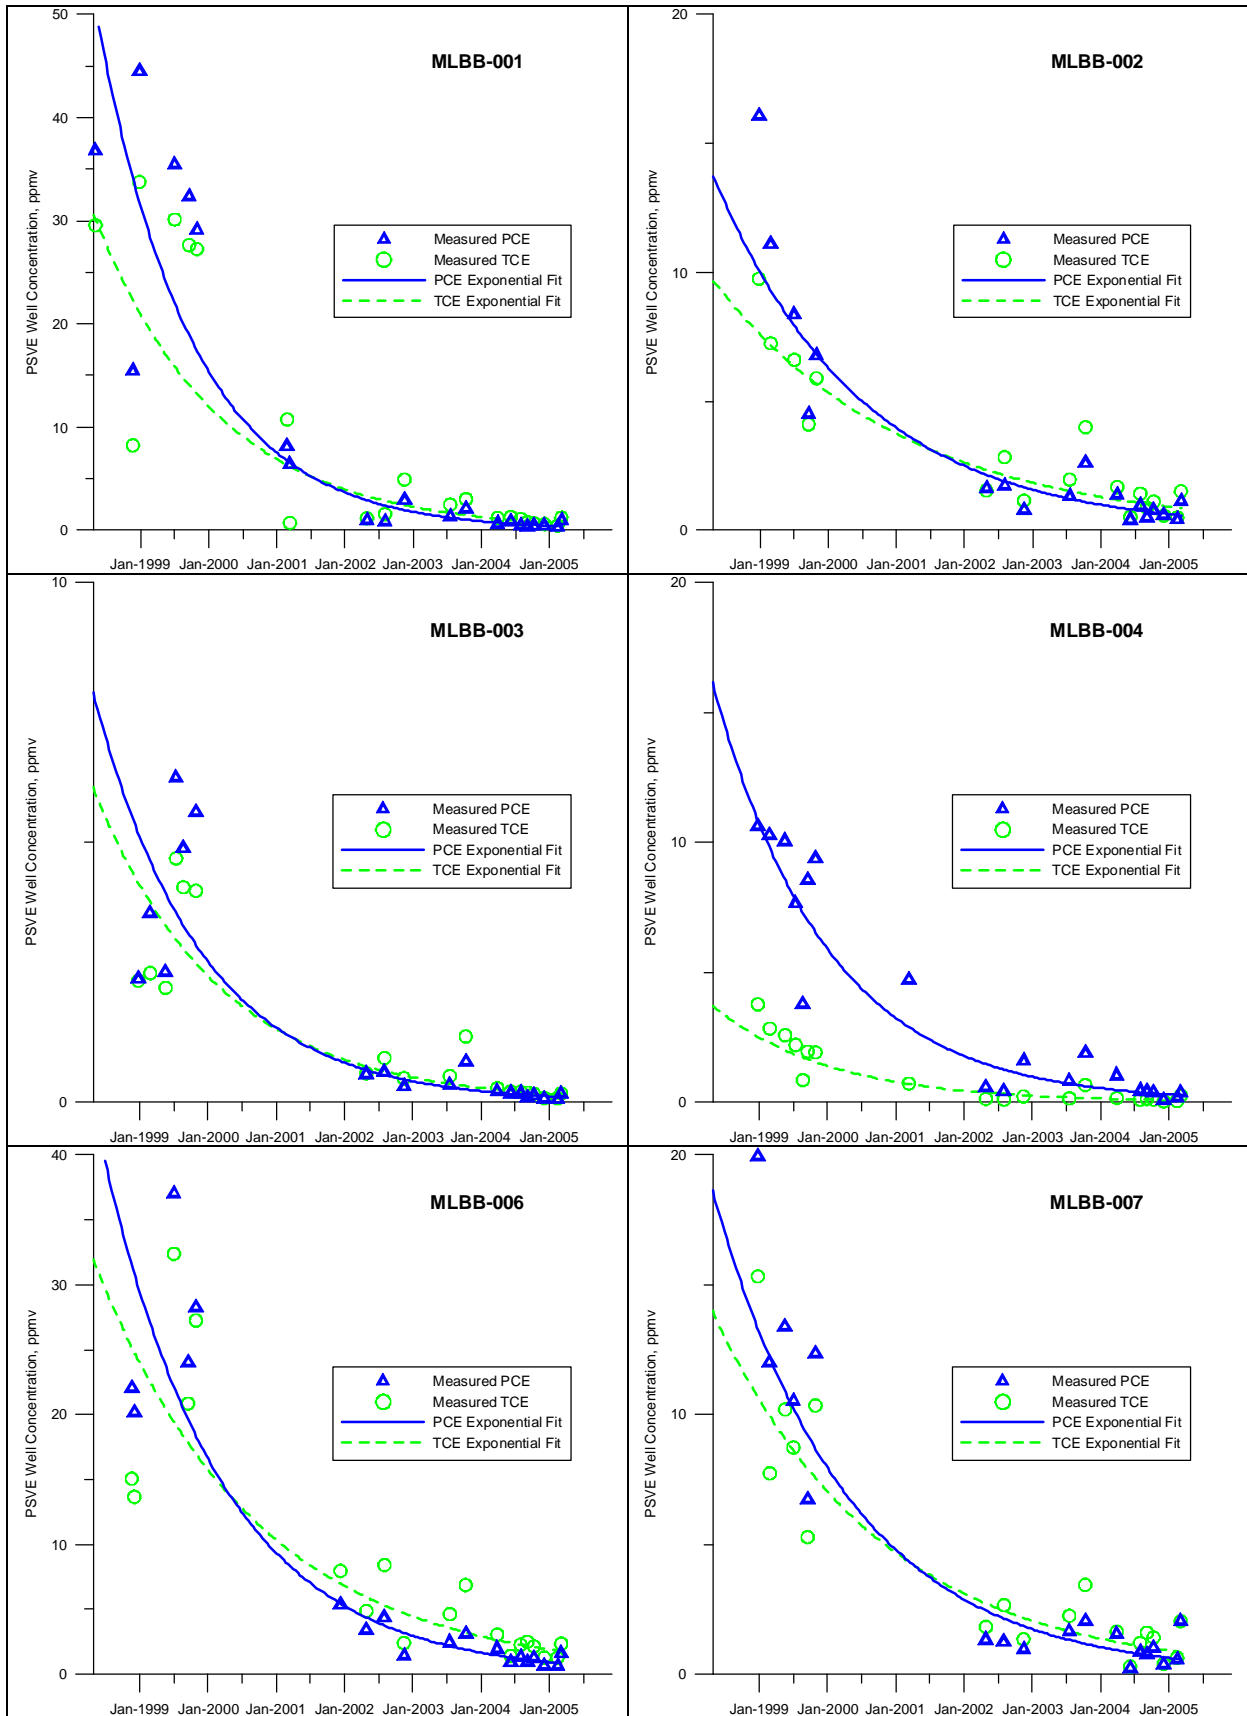 50
MLBB-001
40
30
Measured PCE
Measured TCE
PCE Exponential Fit
TCE Exponential Fit
20
10
0
PSVE Well Concentration, ppmv
Jan-1999 Jan-2000 Jan-2001 Jan-2002 Jan-2003 Jan-2004 Jan-2005
20
MLBB-002
Measured PCE
Measured TCE
PCE Exponential Fit
TCE Exponential Fit
10
0
PSVE Well Concentration, ppmv
Jan-1999 Jan-2000 Jan-2001 Jan-2002 Jan-2003 Jan-2004 Jan-2005
10
MLBB-003
Measured PCE
Measured TCE
PCE Exponential Fit
TCE Exponential Fit
0
PSVE Well Concentration, ppmv
Jan-1999 Jan-2000 Jan-2001 Jan-2002 Jan-2003 Jan-2004 Jan-2005
20
MLBB-004
Measured PCE
Measured TCE
PCE Exponential Fit
TCE Exponential Fit
10
0
PSVE Well Concentration, ppmv
Jan-1999 Jan-2000 Jan-2001 Jan-2002 Jan-2003 Jan-2004 Jan-2005
40
MLBB-006
30
Measured PCE
Measured TCE
PCE Exponential Fit
TCE Exponential Fit
20
10
0
PSVE Well Concentration, ppmv
Jan-1999 Jan-2000 Jan-2001 Jan-2002 Jan-2003 Jan-2004 Jan-2005
20
MLBB-007
Measured PCE
Measured TCE
PCE Exponential Fit
TCE Exponential Fit
10
0
PSVE Well Concentration, ppmv
Jan-1999 Jan-2000 Jan-2001 Jan-2002 Jan-2003 Jan-2004 Jan-2005